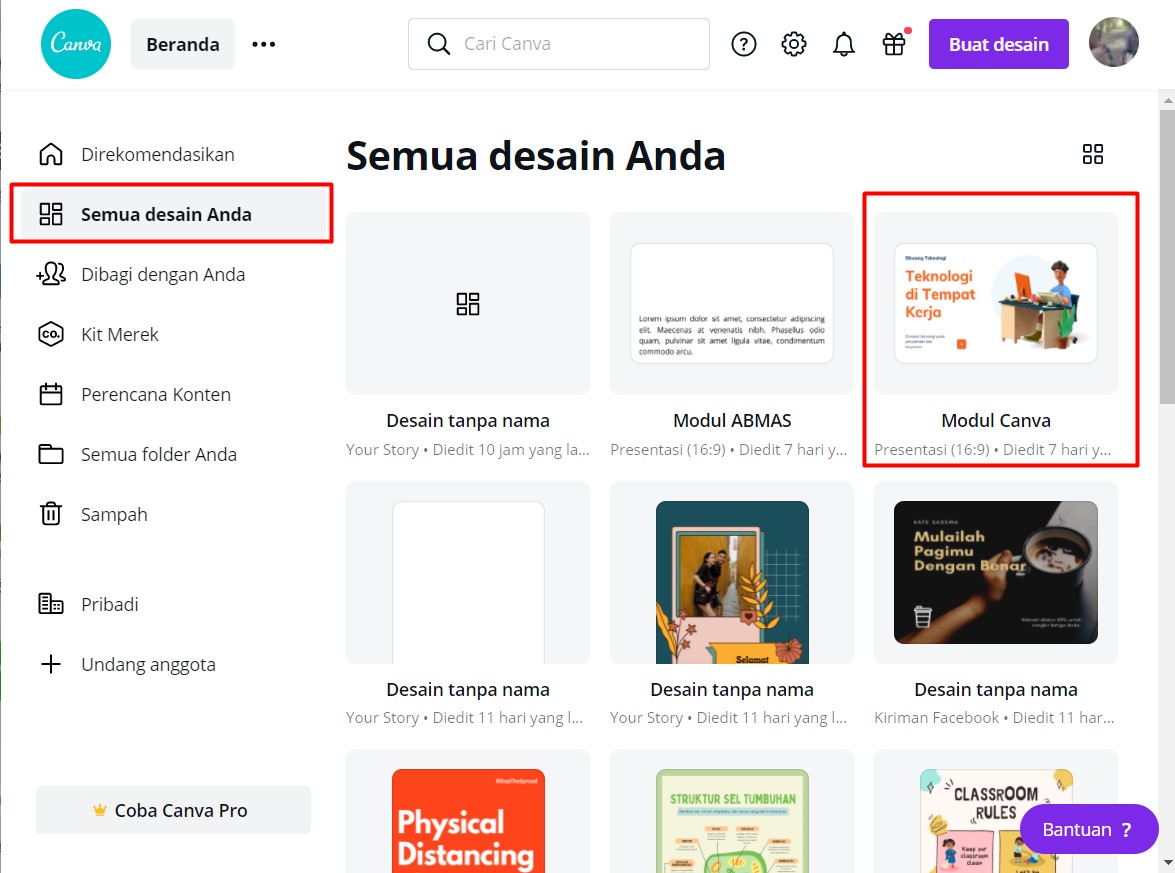 Canva
Beranda
Cari Canva
Buat desain
Direkomendasikan
Semua desain Anda
Dibagi dengan Anda
CO.
Kit Merek
Perencana Konten
Semua folder Anda
Sampah
Pribadi
Undang anggota
Coba Canva Pro
Semua desain Anda
Desain tanpa nama
Your Story • Diedit 10 jam yang la...
Lorem ipsum dolor sit amet, consectetur adipiscing
elit. Maecenas at venenatis nibh. Phasellus odio
quam, pulvinar sit amet ligula vitae, condimentum
commodo arcu.
Modul ABMAS
Presentasi (16:9) • Diedit 7 hari y...
Bincang Teknologi
Teknologi
di Tempat
Kerja
Modul Canva
Presentasi (16:9) • Diedit 7 hari y...
Desain tanpa nama
Your Story • Diedit 11 hari yang l...
Selamat
Desain tanpa nama
Your Story • Diedit 11 hari yang l...
KAFE SADEWA
Mulailah
Pagimu
Dengan Benar
Desain tanpa nama
Kiriman Facebook • Diedit 11 har...
#StopTheSpread
Physical
Distancing
STRUKTUR SEL TUMBUHAN
CLASSROOM
RULES
Keep our
classroom
clean
Let's be
Bantuan ?